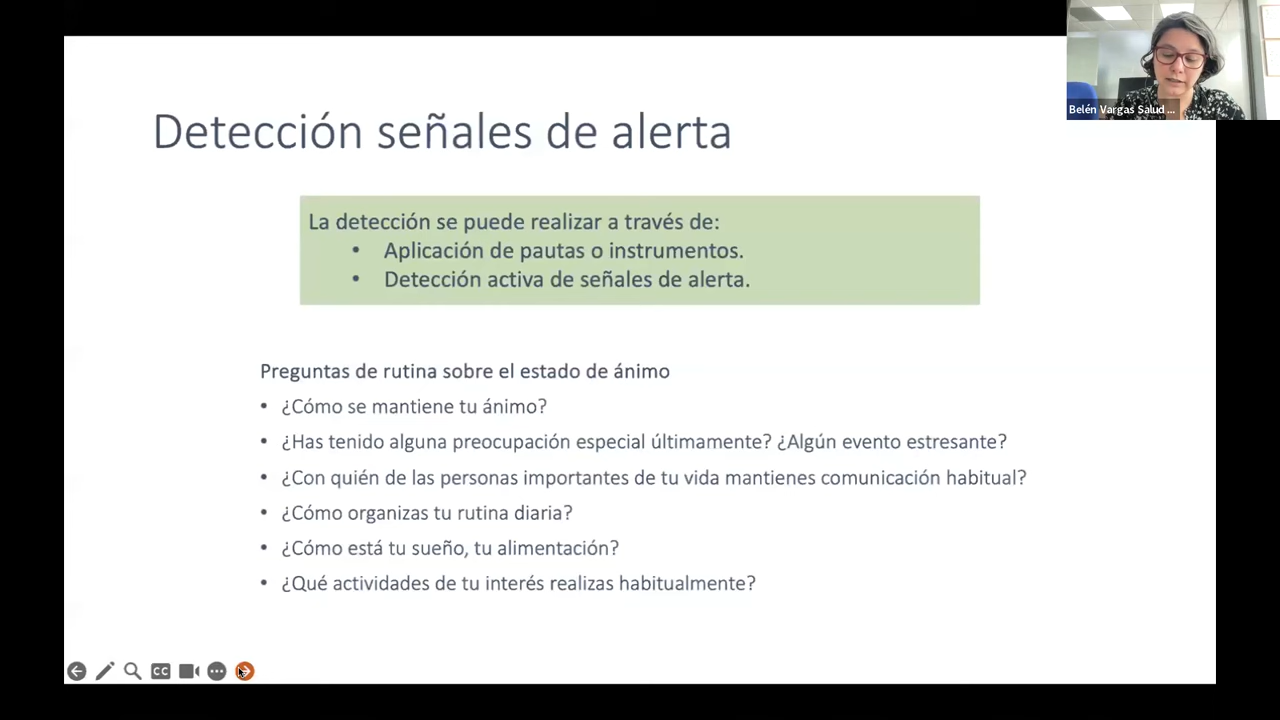 Detección señales de alerta
La detección se puede realizar a través de:
• Aplicación de pautas o instrumentos.
• Detección activa de señales de alerta.
Preguntas de rutina sobre el estado de ánimo
• ¿Cómo se mantiene tu ánimo?
• ¿Has tenido alguna preocupación especial últimamente? ¿Algún evento estresante?
• ¿Con quién de las personas importantes de tu vida mantienes comunicación habitual?
• ¿Cómo organizas tu rutina diaria?
• ¿Cómo está tu sueño, tu alimentación?
• ¿Qué actividades de tu interés realizas habitualmente?
Belén Vargas Salud ...
CC